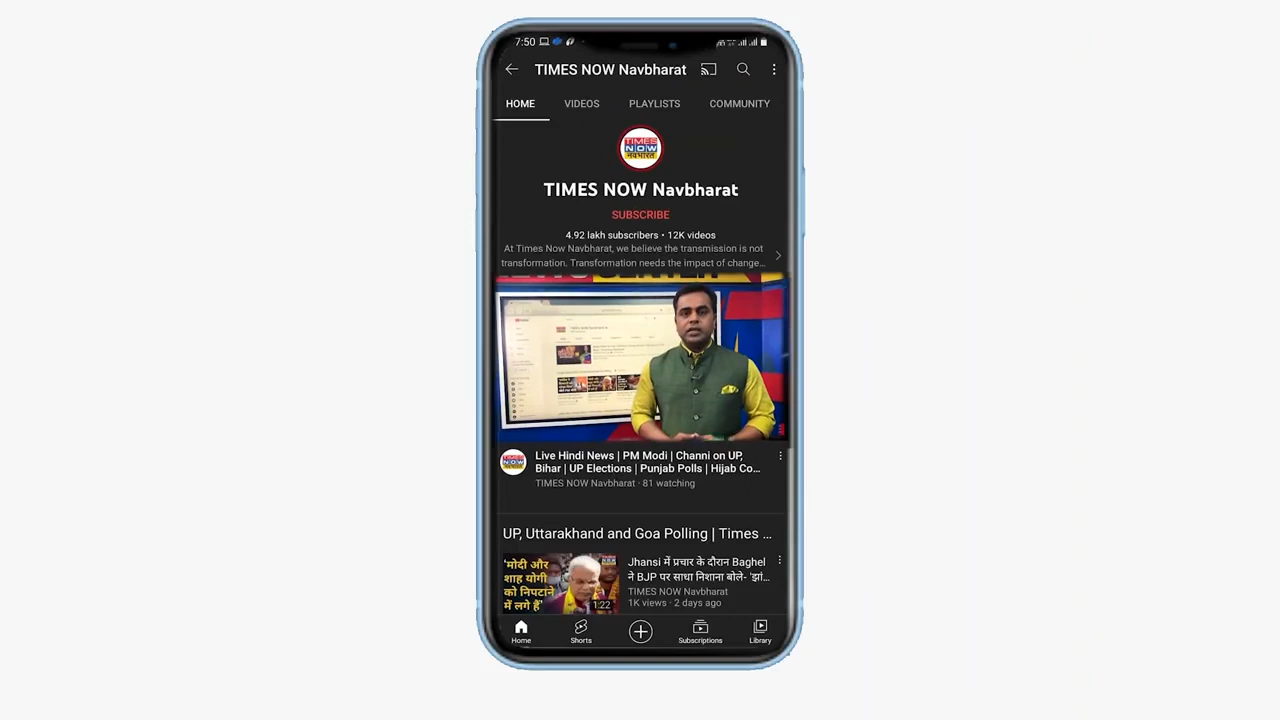 7:50
TIMES NOW Navbharat
HOME VIDEOS PLAYLISTS COMMUNITY
TIMES
NOW
नवभारत
TIMES NOW Navbharat
SUBSCRIBE
4.92 lakh subscribers • 12K videos
At Times Now Navbharat, we believe the transmission is not
transformation. Transformation needs the impact of change...
Live Hindi News | PM Modi | Channi on UP,
Bihar | UP Elections | Punjab Polls | Hijab Co...
TIMES NOW Navbharat · 81 watching
UP, Uttarakhand and Goa Polling | Times ...
'मोदी और
शाह योगी
को निपटाने
में लगे हैं'
1:22
Jhansi में प्रचार के दौरान Baghel
ने BJP पर साधा निशाना बोले- 'झां...
TIMES NOW Navbharat
1K views · 2 days ago
Home Shorts Subscriptions Library